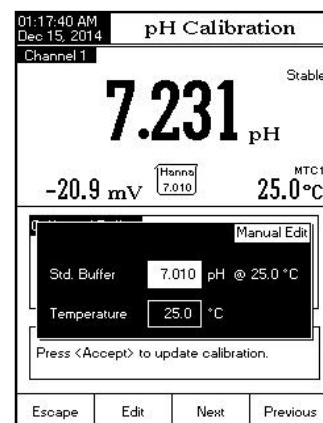 01:17:40 AM
Dec 15, 2014
pH Calibration
Channel 1
Stable
7.231 pH
-20.9 mV
Hanna
7.010
MTC1
25.0°C
Manual Edit
Std. Buffer 7.010 pH @ 25.0 °C
Temperature 25.0 °C
Press <Accept> to update calibration.
Escape Edit Next Previous